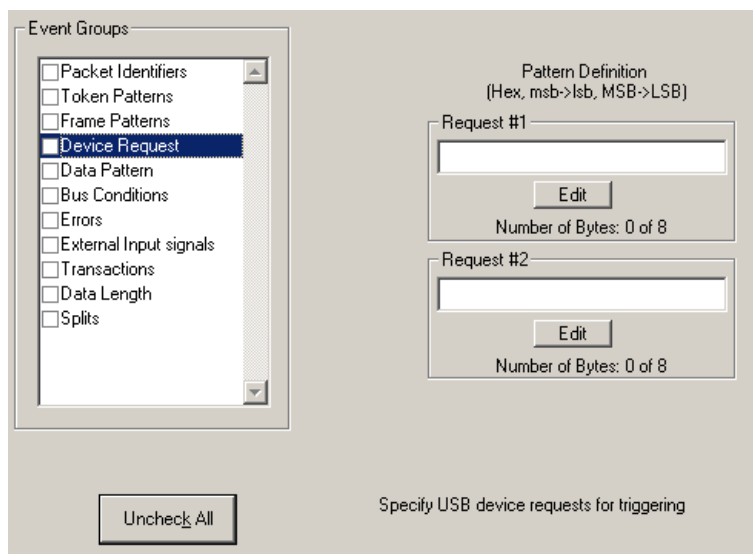 Event Groups
Packet Identifiers
Token Patterns
Frame Patterns
Device Request
Data Pattern
Bus Conditions
Errors
External Input signals
Transactions
Data Length
Splits
Uncheck All
Pattern Definition
(Hex, msb->lsb, MSB->LSB)
Request #1
Edit
Number of Bytes: 0 of 8
Request #2
Edit
Number of Bytes: 0 of 8
Specify USB device requests for triggering